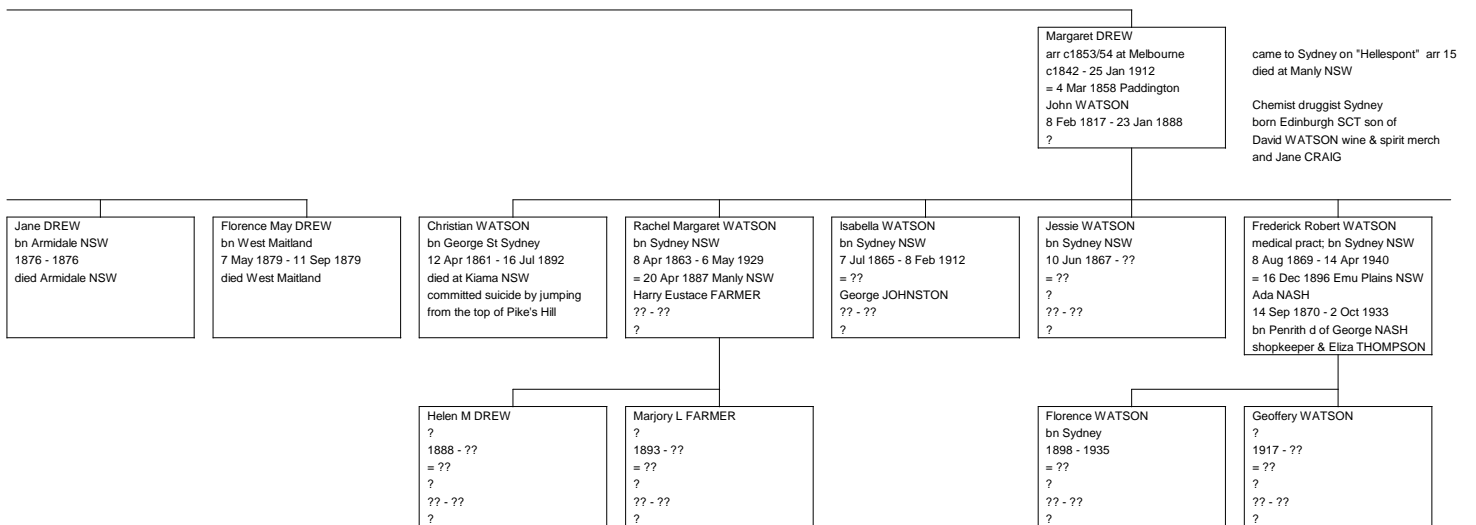 Margaret DREW
arr c1853/54 at Melbourne
c1842 - 25 Jan 1912
= 4 Mar 1858 Paddington
John WATSON
8 Feb 1817 - 23 Jan 1888
?
came to Sydney on "Hellespont"  arr 15
died at Manly NSW
Chemist druggist Sydney
born Edinburgh SCT son of
David WATSON wine & spirit merch
and Jane CRAIG
Jane DREW
bn Armidale NSW
1876 - 1876
died Armidale NSW
Florence May DREW
bn West Maitland
7 May 1879 - 11 Sep 1879
died West Maitland
Christian WATSON
bn George St Sydney
12 Apr 1861 - 16 Jul 1892
died at Kiama NSW
committed suicide by jumping
from the top of Pike's Hill
Rachel Margaret WATSON
bn Sydney NSW
8 Apr 1863 - 6 May 1929
= 20 Apr 1887 Manly NSW
Harry Eustace FARMER
?? - ??
?
Isabella WATSON
bn Sydney NSW
7 Jul 1865 - 8 Feb 1912
= ??
George JOHNSTON
?? - ??
?
Jessie WATSON
bn Sydney NSW
10 Jun 1867 - ??
= ??
?
?? - ??
?
Frederick Robert WATSON
medical pract; bn Sydney NSW
8 Aug 1869 - 14 Apr 1940
= 16 Dec 1896 Emu Plains NSW
Ada NASH
14 Sep 1870 - 2 Oct 1933
bn Penrith d of George NASH
shopkeeper & Eliza THOMPSON
Helen M DREW
?
1888 - ??
= ??
?
?? - ??
?
Marjory L FARMER
?
1893 - ??
= ??
?
?? - ??
?
Florence WATSON
bn Sydney
1898 - 1935
= ??
?
?? - ??
?
Geoffery WATSON
?
1917 - ??
= ??
?
?? - ??
?